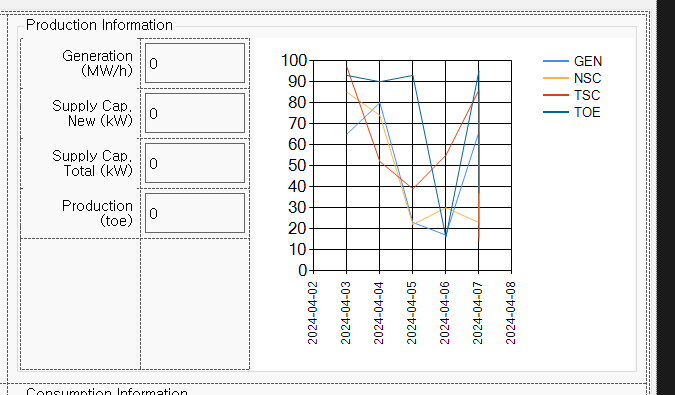 Production Information
Generation
(MW/h)
0
Supply Cap,
New (kW)
0
Supply Cap,
Total (kW)
0
Production
(toe)
0
100
90
80
70
60
50
40
30
20
10
0
2024-04-02
2024-04-03
2024-04-04
2024-04-05
2024-04-06
2024-04-07
2024-04-08
GEN
NSC
TSC
TOE
Consumption Information